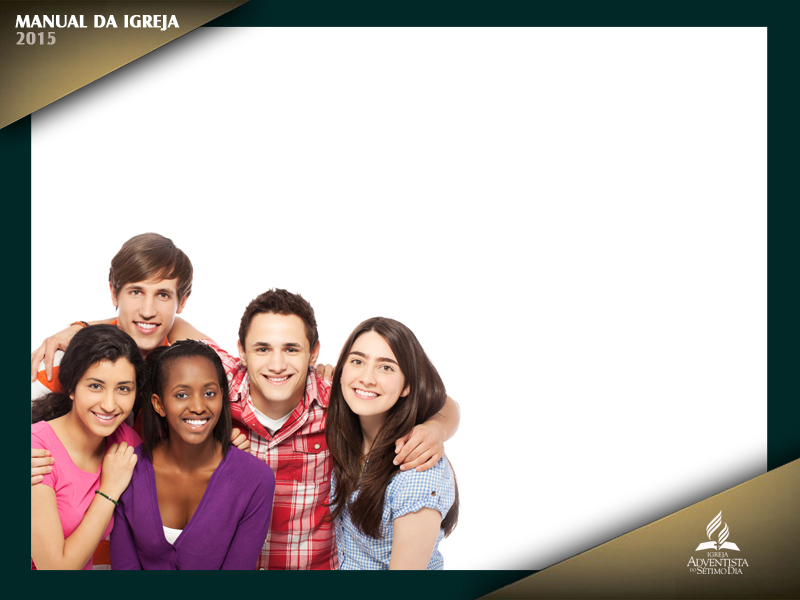 MANUAL DA IGREJA
2015
IGREJA
ADVENTISTA
DO SÉTIMO DIA